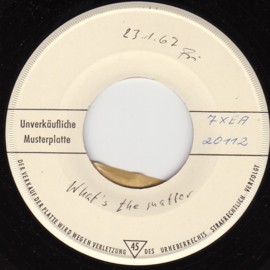 23.1.62
Fri
Unverkäufliche
Musterplatte
7XEA
20112
What's the matter
45
DER VERKAUF DER PLATTE WIRD WEGEN VERLETZUNG DES URHEBERRECHTS STRAFRECHTLICH VERFOLGT